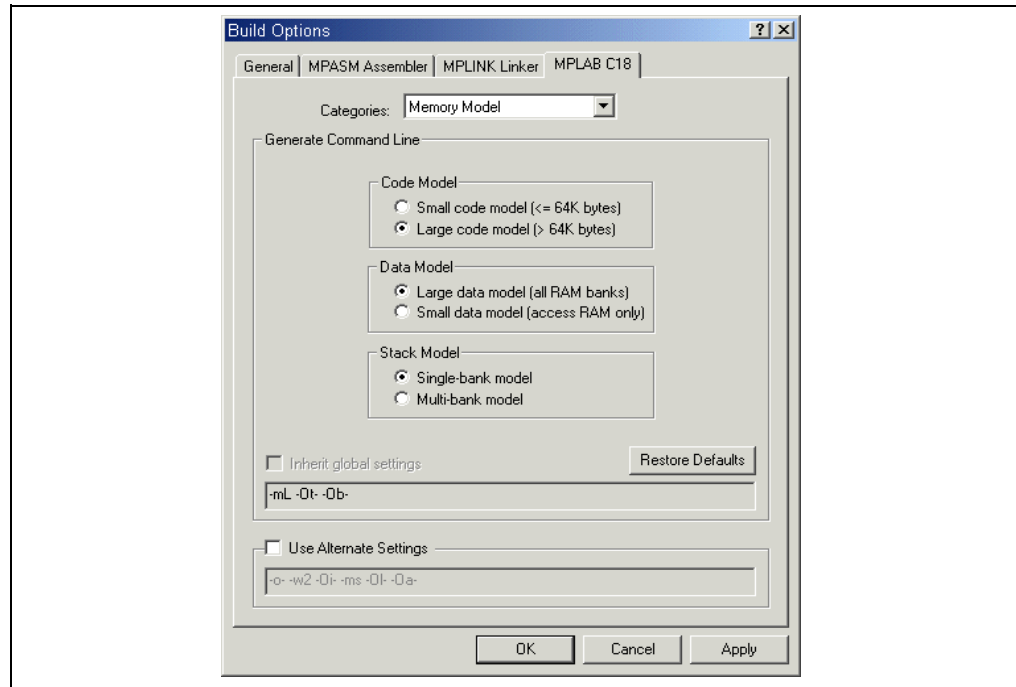 Build Options
General MPASM Assembler MPLINK Linker MPLAB C18
Categories: Memory Model
Generate Command Line
Code Model
Small code model (<= 64K bytes)
Large code model (> 64K bytes)
Data Model
Large data model (all RAM banks)
Small data model (access RAM only)
Stack Model
Single-bank model
Multi-bank model
Inherit global settings
Restore Defaults
-mL -Ot- -Ob-
Use Alternate Settings
-o- -w2 -Oi- -ms -Ol- -Oa-
OK Cancel Apply